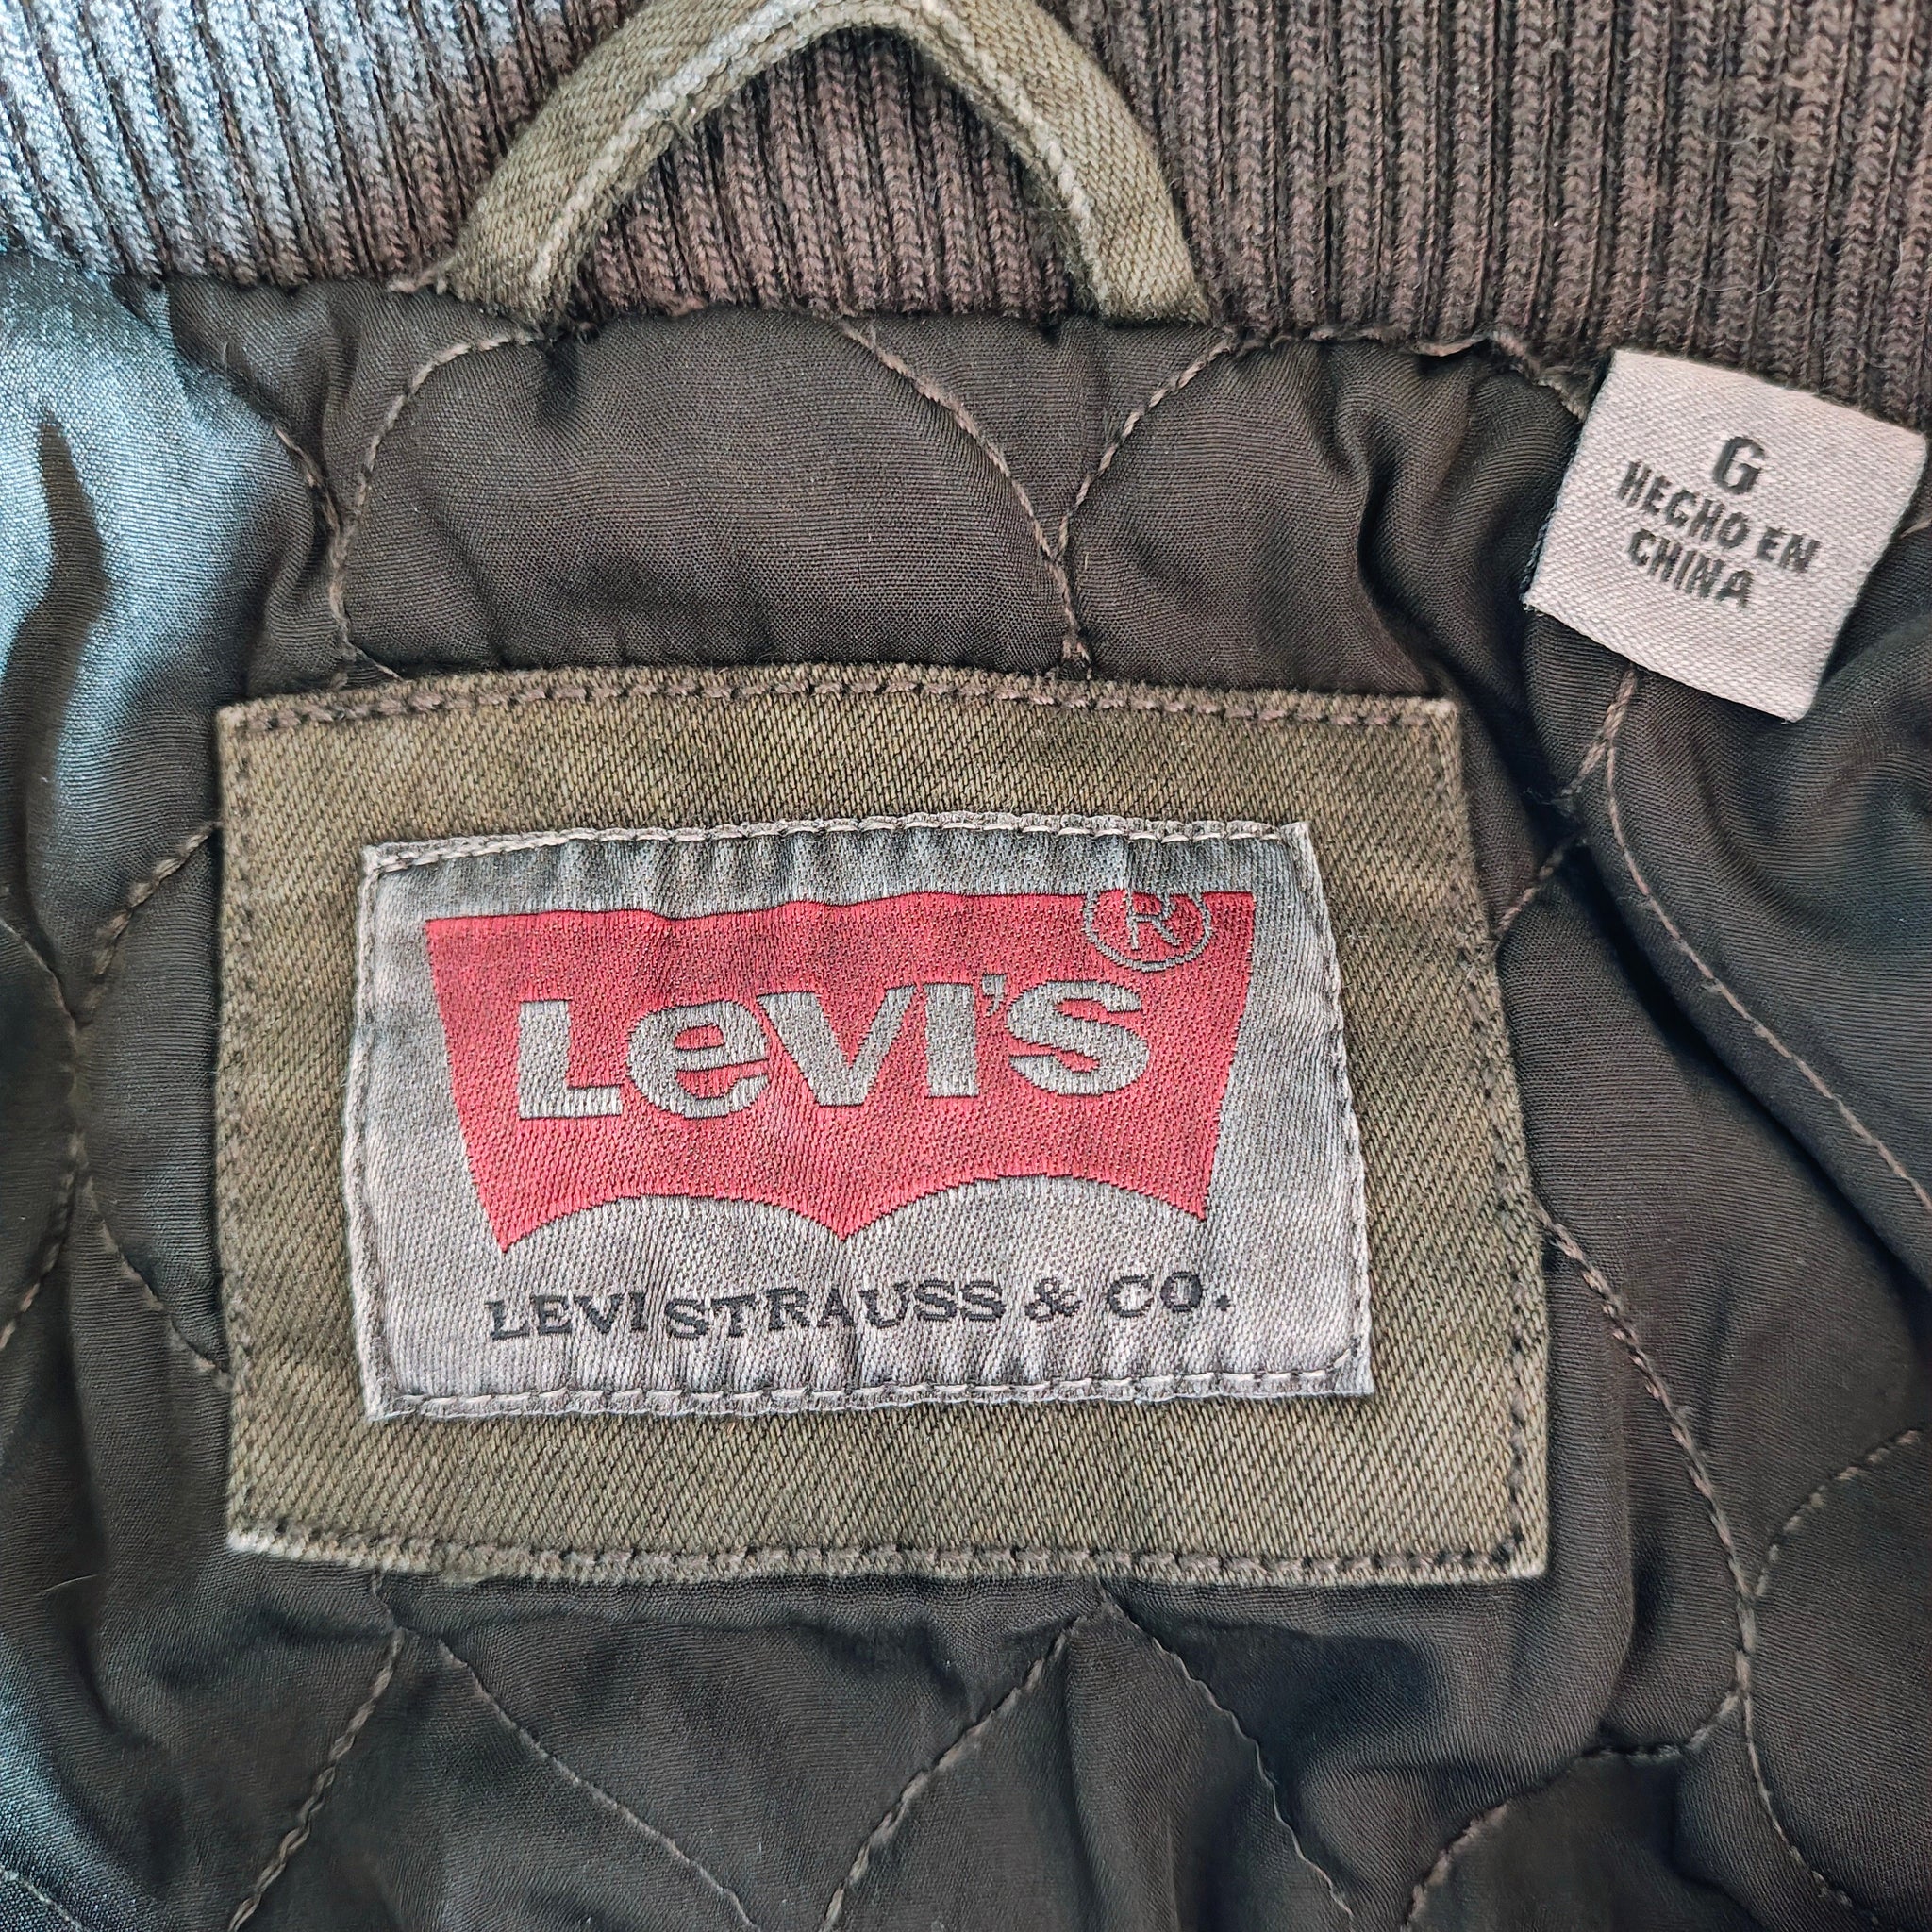 G
HECHO EN
CHINA
®
Levi's
LEVI STRAUSS & CO.